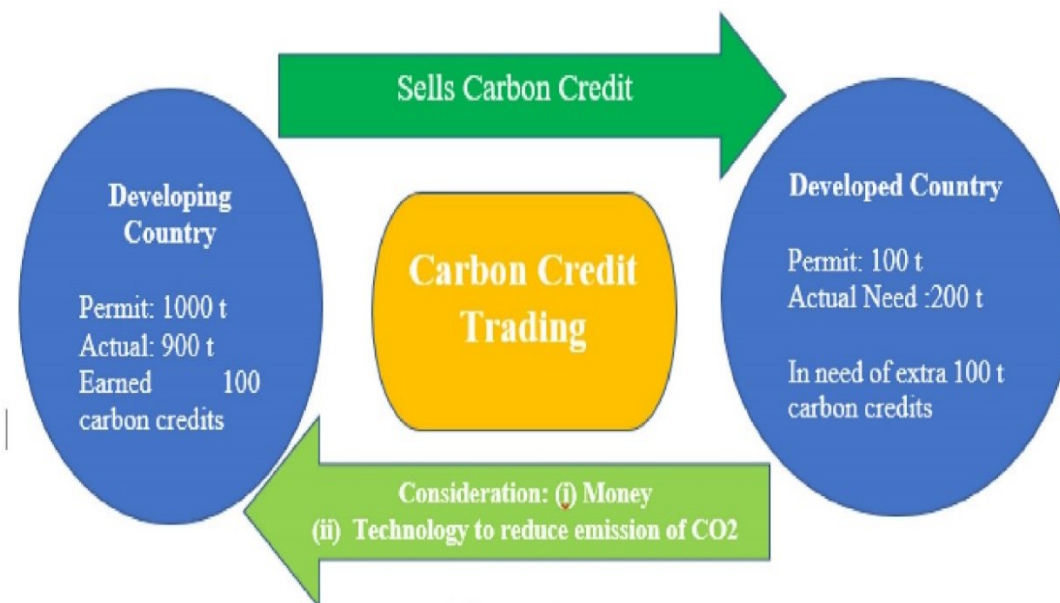 Sells Carbon Credit
Developing
Country
Permit: 1000 t
Actual: 900 t
Earned 100
carbon credits
Carbon Credit
Trading
Developed Country
Permit: 100 t
Actual Need :200 t
In need of extra 100 t
carbon credits
Consideration: (i) Money
(ii) Technology to reduce emission of CO2